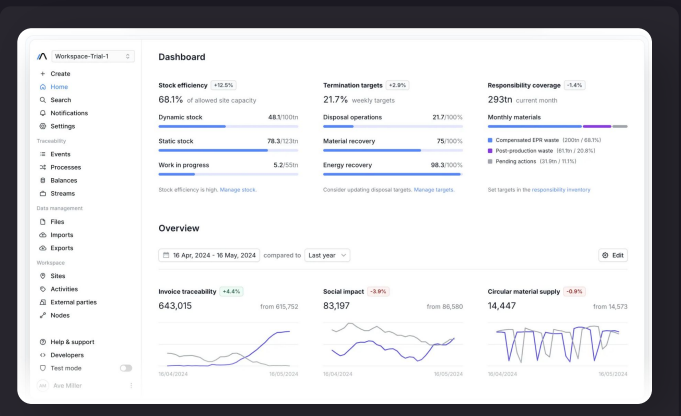 Workspace-Trial-1
Create
Home
Search
Notifications
Settings
Traceability
Events
Processes
Balances
Streams
Data management
Files
Imports
Exports
Workspace
Sites
Activities
External parties
Nodes
Help & support
Developers
Test mode
AM Ave Miller
Dashboard
Stock efficiency +12.5%
68.1% of allowed site capacity
Dynamic stock 48.1/100tn
Static stock 78.3/123tn
Work in progress 5.2/55tn
Stock efficiency is high. Manage stock.
Termination targets +2.9%
21.7% weekly targets
Disposal operations 21.7/100%
Material recovery 75/100%
Energy recovery 98.3/100%
Consider updating disposal targets. Manage targets.
Responsibility coverage -1.4%
293tn current month
Monthly materials
Compensated EPR waste (200tn / 68.1%)
Post-production waste (61.1tn / 20.8%)
Pending actions (31.9tn / 11.1%)
Set targets in the responsibility inventory
Overview
16 Apr, 2024 - 16 May, 2024 compared to Last year
Edit
Invoice traceability +4.4%
643,015 from 615,752
16/04/2024 16/05/2024
Social impact -3.9%
83,197 from 86,580
16/04/2024 16/05/2024
Circular material supply -0.9%
14,447 from 14,573
16/04/2024 16/05/2024